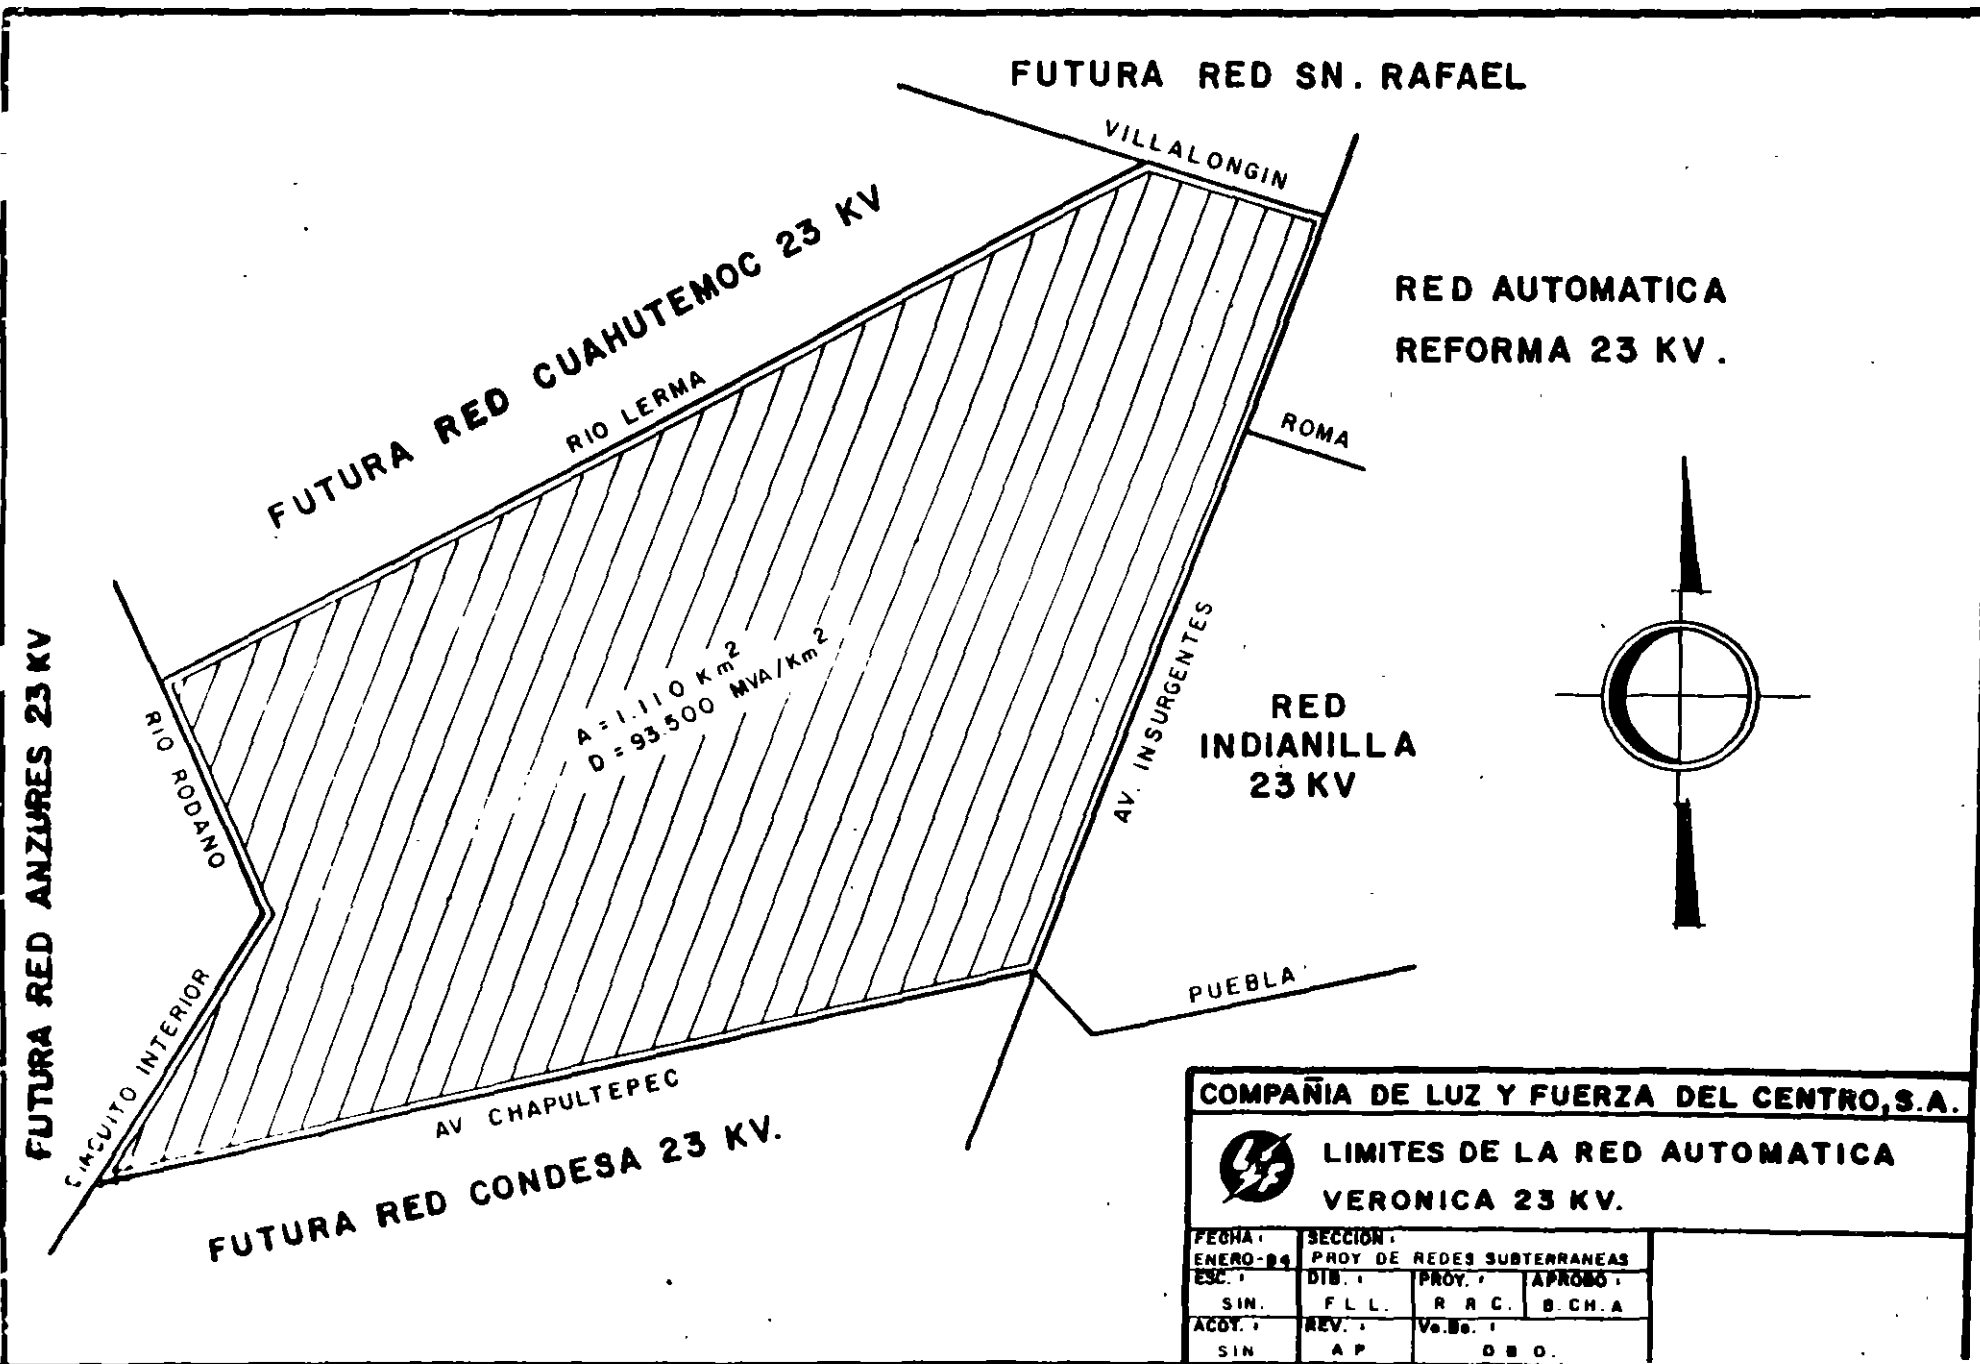 FUTURA RED SN. RAFAEL
VILLALONGIN
FUTURA RED CUAHUTEMOC 23 KV
RIO LERMA
RED AUTOMATICA
REFORMA 23 KV.
ROMA
A = 1.110 Km2
D = 93.500 MVA/Km2
AV. INSURGENTES
RED
INDIANILLA
23 KV
FUTURA RED ANZURES 23 KV
RIO RODANO
CIRCUITO INTERIOR
PUEBLA
AV CHAPULTEPEC
FUTURA RED CONDESA 23 KV.
COMPAÑIA DE LUZ Y FUERZA DEL CENTRO, S.A.
LIMITES DE LA RED AUTOMATICA
VERONICA 23 KV.
FECHA: SECCION:
ENERO-84 PROY DE REDES SUBTERRANEAS
ESC.: DIB.: PROY.: APROBO:
SIN. F L L. R R C. B. CH. A
ACOT.: REV.: Vo.Bo.:
SIN A P O.